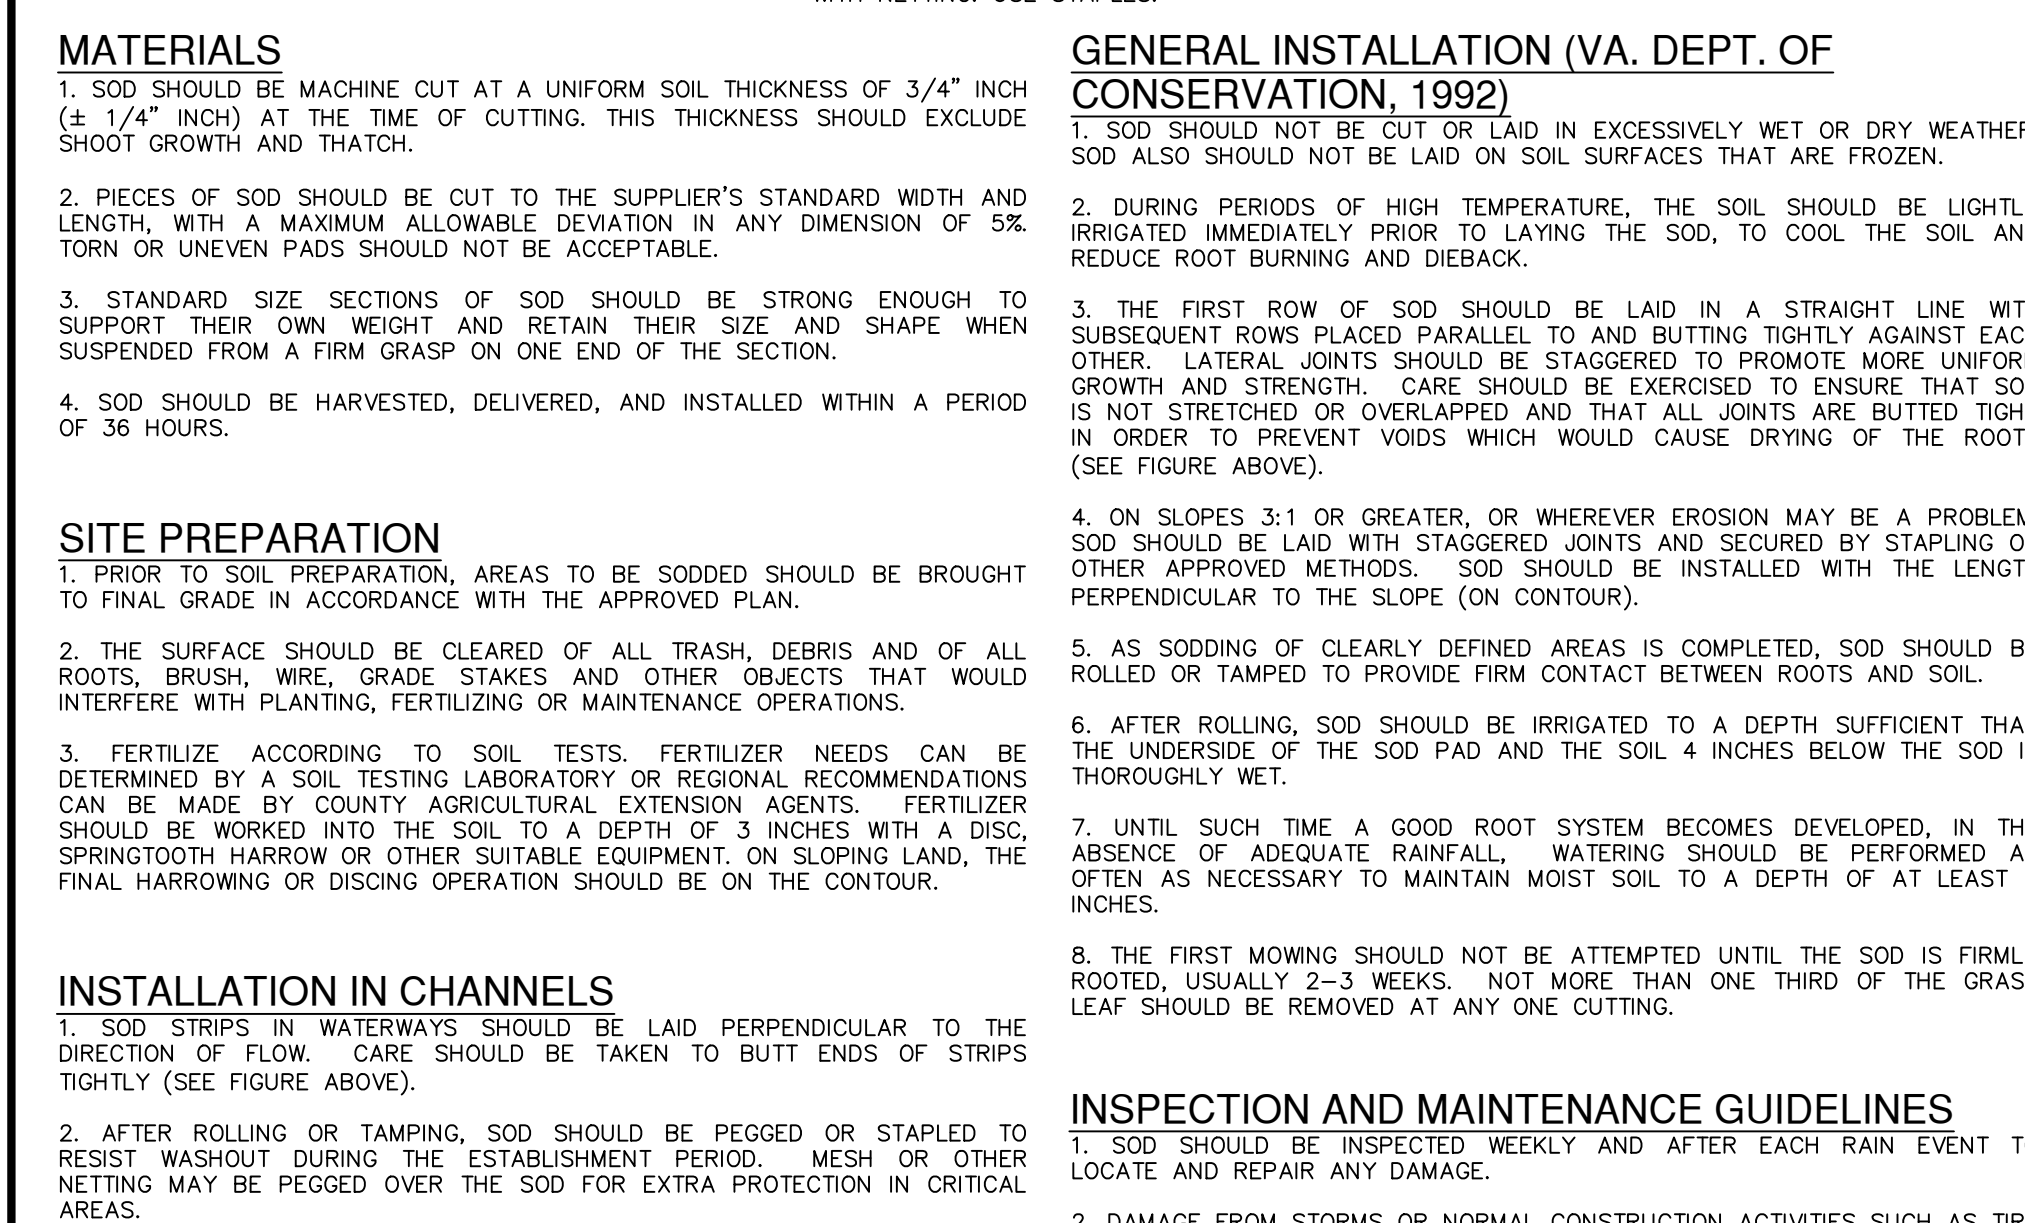 MATERIALS
1. SOD SHOULD BE MACHINE CUT AT A UNIFORM SOIL THICKNESS OF 3/4" INCH
(± 1/4" INCH) AT THE TIME OF CUTTING. THIS THICKNESS SHOULD EXCLUDE
SHOOT GROWTH AND THATCH.
2. PIECES OF SOD SHOULD BE CUT TO THE SUPPLIER'S STANDARD WIDTH AND
LENGTH, WITH A MAXIMUM ALLOWABLE DEVIATION IN ANY DIMENSION OF 5%.
TORN OR UNEVEN PADS SHOULD NOT BE ACCEPTABLE.
3. STANDARD SIZE SECTIONS OF SOD SHOULD BE STRONG ENOUGH TO
SUPPORT THEIR OWN WEIGHT AND RETAIN THEIR SIZE AND SHAPE WHEN
SUSPENDED FROM A FIRM GRASP ON ONE END OF THE SECTION.
4. SOD SHOULD BE HARVESTED, DELIVERED, AND INSTALLED WITHIN A PERIOD
OF 36 HOURS.
SITE PREPARATION
1. PRIOR TO SOIL PREPARATION, AREAS TO BE SODDED SHOULD BE BROUGHT
TO FINAL GRADE IN ACCORDANCE WITH THE APPROVED PLAN.
2. THE SURFACE SHOULD BE CLEARED OF ALL TRASH, DEBRIS AND OF ALL
ROOTS, BRUSH, WIRE, GRADE STAKES AND OTHER OBJECTS THAT WOULD
INTERFERE WITH PLANTING, FERTILIZING OR MAINTENANCE OPERATIONS.
3. FERTILIZE ACCORDING TO SOIL TESTS. FERTILIZER NEEDS CAN BE
DETERMINED BY A SOIL TESTING LABORATORY OR REGIONAL RECOMMENDATIONS
CAN BE MADE BY COUNTY AGRICULTURAL EXTENSION AGENTS. FERTILIZER
SHOULD BE WORKED INTO THE SOIL TO A DEPTH OF 3 INCHES WITH A DISC,
SPRINGTOOTH HARROW OR OTHER SUITABLE EQUIPMENT. ON SLOPING LAND, THE
FINAL HARROWING OR DISCING OPERATION SHOULD BE ON THE CONTOUR.
INSTALLATION IN CHANNELS
1. SOD STRIPS IN WATERWAYS SHOULD BE LAID PERPENDICULAR TO THE
DIRECTION OF FLOW. CARE SHOULD BE TAKEN TO BUTT ENDS OF STRIPS
TIGHTLY (SEE FIGURE ABOVE).
2. AFTER ROLLING OR TAMPING, SOD SHOULD BE PEGGED OR STAPLED TO
RESIST WASHOUT DURING THE ESTABLISHMENT PERIOD. MESH OR OTHER
NETTING MAY BE PEGGED OVER THE SOD FOR EXTRA PROTECTION IN CRITICAL
AREAS.
GENERAL INSTALLATION (VA. DEPT. OF
CONSERVATION, 1992)
1. SOD SHOULD NOT BE CUT OR LAID IN EXCESSIVELY WET OR DRY
SOD ALSO SHOULD NOT BE LAID ON SOIL SURFACES THAT ARE FROZEN.
2. DURING PERIODS OF HIGH TEMPERATURE, THE SOIL SHOULD BE
IRRIGATED IMMEDIATELY PRIOR TO LAYING THE SOD, TO COOL THE SOIL
REDUCE ROOT BURNING AND DIEBACK.
3. THE FIRST ROW OF SOD SHOULD BE LAID IN A STRAIGHT LINE
SUBSEQUENT ROWS PLACED PARALLEL TO AND BUTTING TIGHTLY AGAINST
OTHER. LATERAL JOINTS SHOULD BE STAGGERED TO PROMOTE MORE
GROWTH AND STRENGTH. CARE SHOULD BE EXERCISED TO ENSURE THAT
IS NOT STRETCHED OR OVERLAPPED AND THAT ALL JOINTS ARE BUTTED
IN ORDER TO PREVENT VOIDS WHICH WOULD CAUSE DRYING OF THE
(SEE FIGURE ABOVE).
4. ON SLOPES 3:1 OR GREATER, OR WHEREVER EROSION MAY BE A
SOD SHOULD BE LAID WITH STAGGERED JOINTS AND SECURED BY STAPLING
OTHER APPROVED METHODS. SOD SHOULD BE INSTALLED WITH THE
PERPENDICULAR TO THE SLOPE (ON CONTOUR).
5. AS SODDING OF CLEARLY DEFINED AREAS IS COMPLETED, SOD SHOULD
ROLLED OR TAMPED TO PROVIDE FIRM CONTACT BETWEEN ROOTS AND SOIL.
6. AFTER ROLLING, SOD SHOULD BE IRRIGATED TO A DEPTH SUFFICIENT
THE UNDERSIDE OF THE SOD PAD AND THE SOIL 4 INCHES BELOW THE SOD
THOROUGHLY WET.
7. UNTIL SUCH TIME A GOOD ROOT SYSTEM BECOMES DEVELOPED, IN
ABSENCE OF ADEQUATE RAINFALL, WATERING SHOULD BE PERFORMED
OFTEN AS NECESSARY TO MAINTAIN MOIST SOIL TO A DEPTH OF AT LEAST
INCHES.
8. THE FIRST MOWING SHOULD NOT BE ATTEMPTED UNTIL THE SOD IS
ROOTED, USUALLY 2-3 WEEKS. NOT MORE THAN ONE THIRD OF THE
LEAF SHOULD BE REMOVED AT ANY ONE CUTTING.
INSPECTION AND MAINTENANCE GUIDELINES
1. SOD SHOULD BE INSPECTED WEEKLY AND AFTER EACH RAIN EVENT
LOCATE AND REPAIR ANY DAMAGE.
2. DAMAGE FROM STORMS OR NORMAL CONSTRUCTION ACTIVITIES SUCH AS